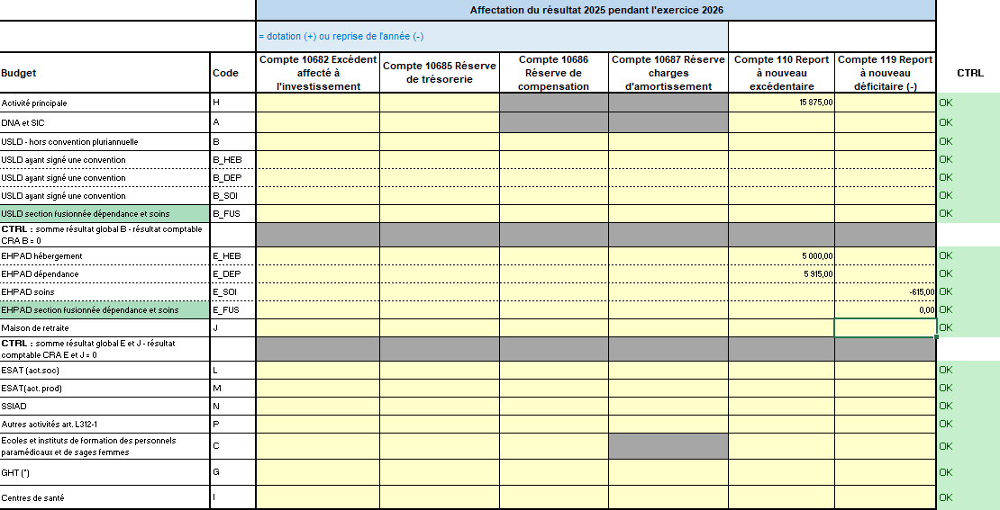 Affectation du résultat 2025 pendant l'exercice 2026
= dotation (+) ou reprise de l'année (-)
Budget
Code
Compte 10682 Excédent
affecté à
l'investissement
Compte 10685 Réserve
de trésorerie
Compte 10686
Réserve de
compensation
Compte 10687 Réserve
charges
d'amortissement
Compte 110 Report
à nouveau
excédentaire
Compte 119 Report
à nouveau
déficitaire (-)
CTRL
Activité principale H 15 875,00 OK
DNA et SIC A OK
USLD - hors convention pluriannuelle B OK
USLD ayant signé une convention B_HEB OK
USLD ayant signé une convention B_DEP OK
USLD ayant signé une convention B_SOI OK
USLD section fusionnée dépendance et soins B_FUS OK
CTRL : somme résultat global B - résultat comptable
CRA B = 0
EHPAD hébergement E_HEB 5 000,00 OK
EHPAD dépendance E_DEP 5 915,00 OK
EHPAD soins E_SOI -615,00 OK
EHPAD section fusionnée dépendance et soins E_FUS 0,00 OK
Maison de retraite J OK
CTRL : somme résultat global E et J - résultat
comptable CRA E et J = 0
ESAT (act.soc) L OK
ESAT(act. prod) M OK
SSIAD N OK
Autres activités art. L312-1 P OK
Ecoles et instituts de formation des personnels
paramédicaux et de sages femmes C OK
GHT (*) G OK
Centres de santé I OK